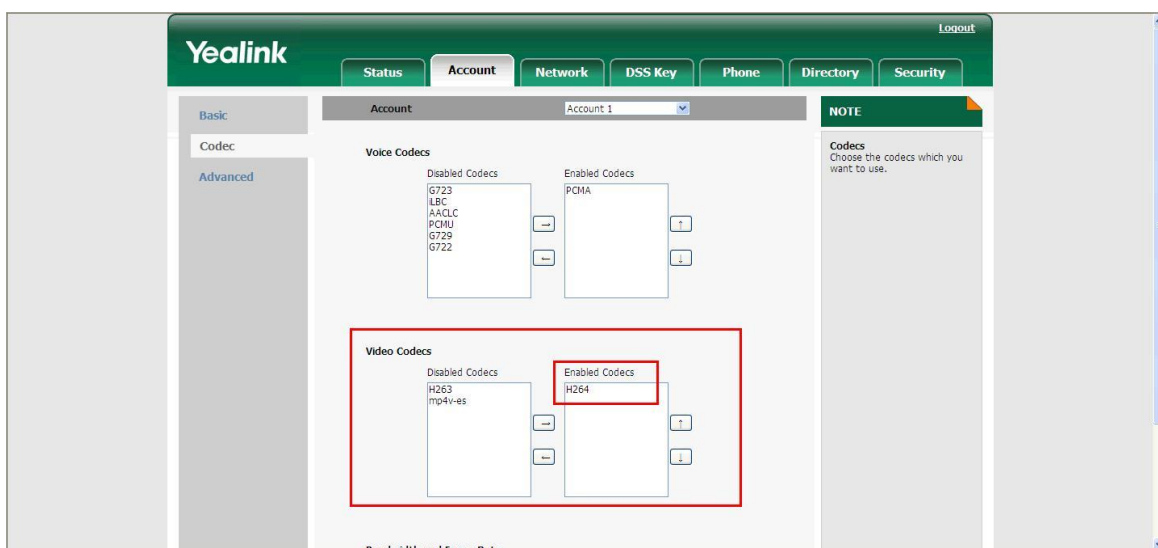 Logout
Yealink
Status Account Network DSS Key Phone Directory Security
Basic
Codec
Advanced
Account Account 1
Voice Codecs
Disabled Codecs Enabled Codecs
G723 PCMA
iLBC
AACLC
PCMU
G729
G722
→ ↑
← ↓
Video Codecs
Disabled Codecs Enabled Codecs
H263 H264
mp4v-es
→ ↑
← ↓
NOTE
Codecs
Choose the codecs which you
want to use.